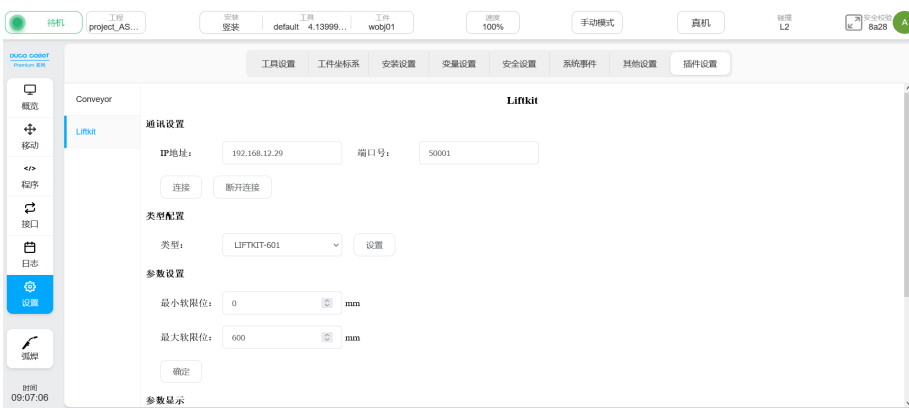 待机
工程
project_AS...
安装
竖装
工具
default 4.13999...
工件
wobj01
速度
100%
手动模式
真机
碰撞
L2
安全校验
8a28
A
DUCO COBOT
Premium 系列
工具设置 工件坐标系 安装设置 变量设置 安全设置 系统事件 其他设置 插件设置
概览
移动
程序
接口
日志
设置
弧焊
时间
09:07:06
Conveyor
Liftkit
Liftkit
通讯设置
IP地址: 192.168.12.29 端口号: 50001
连接 断开连接
类型配置
类型: LIFTKIT-601 设置
参数设置
最小软限位: 0 mm
最大软限位: 600 mm
确定
参数显示